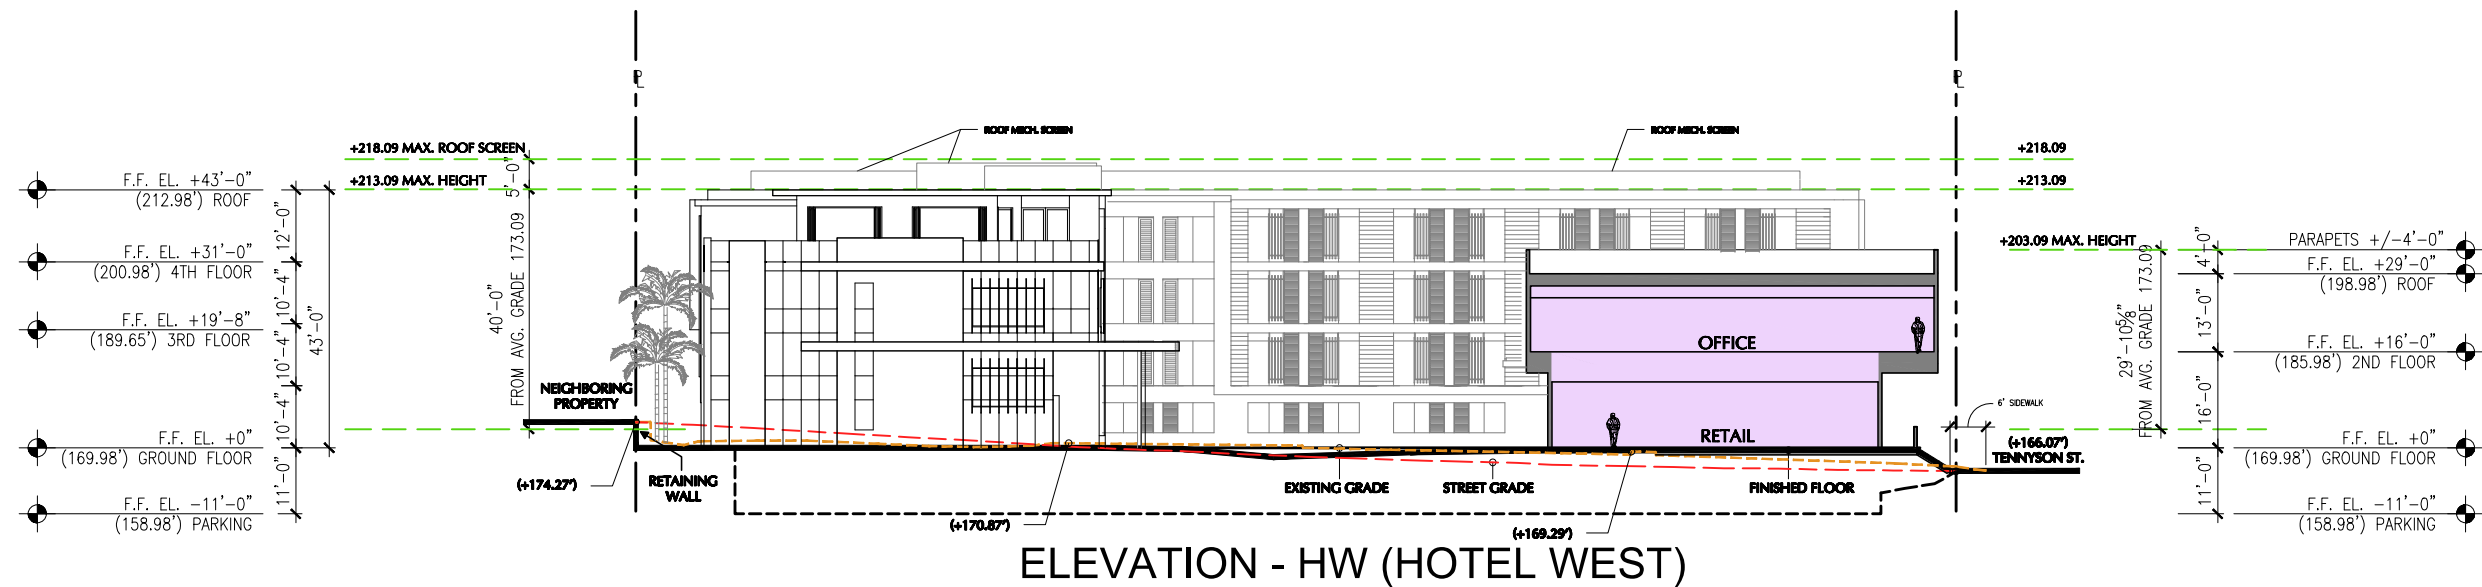 PL
PL
ROOF MECH. SCREEN
ROOF MECH. SCREEN
+218.09 MAX. ROOF SCREEN
+218.09
5'-0"
+213.09 MAX. HEIGHT
+213.09
F.F. EL. +43'-0"
(212.98') ROOF
12'-0"
F.F. EL. +31'-0"
(200.98') 4TH FLOOR
10'-4"
F.F. EL. +19'-8"
(189.65') 3RD FLOOR
10'-4"
43'-0"
10'-4"
F.F. EL. +0"
(169.98') GROUND FLOOR
11'-0"
F.F. EL. -11'-0"
(158.98') PARKING
40'-0"
FROM AVG. GRADE 173.09
NEIGHBORING
PROPERTY
RETAINING
WALL
(+174.27')
(+170.87')
EXISTING GRADE
STREET GRADE
(+169.29')
FINISHED FLOOR
OFFICE
RETAIL
6' SIDEWALK
(+166.07')
TENNYSON ST.
+203.09 MAX. HEIGHT
29'-10⅝"
FROM AVG. GRADE 173.09
PARAPETS +/-4'-0"
4'-0"
F.F. EL. +29'-0"
(198.98') ROOF
13'-0"
F.F. EL. +16'-0"
(185.98') 2ND FLOOR
16'-0"
F.F. EL. +0"
(169.98') GROUND FLOOR
11'-0"
F.F. EL. -11'-0"
(158.98') PARKING
ELEVATION - HW (HOTEL WEST)